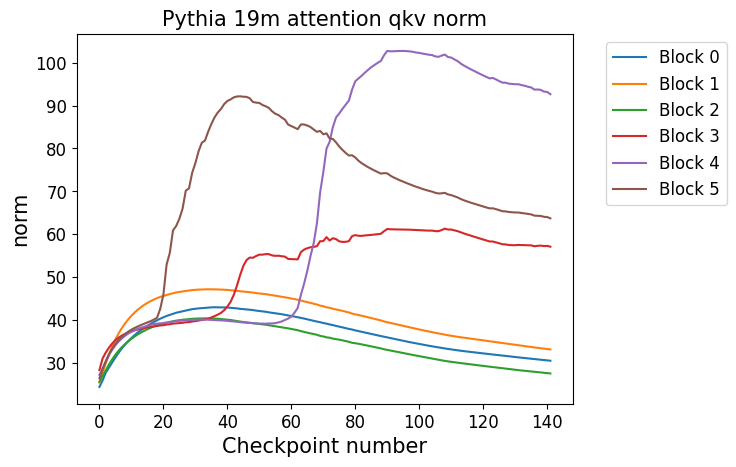 Pythia 19m attention qkv norm
norm
100
90
80
70
60
50
40
30
0 20 40 60 80 100 120 140
Checkpoint number
Block 0
Block 1
Block 2
Block 3
Block 4
Block 5